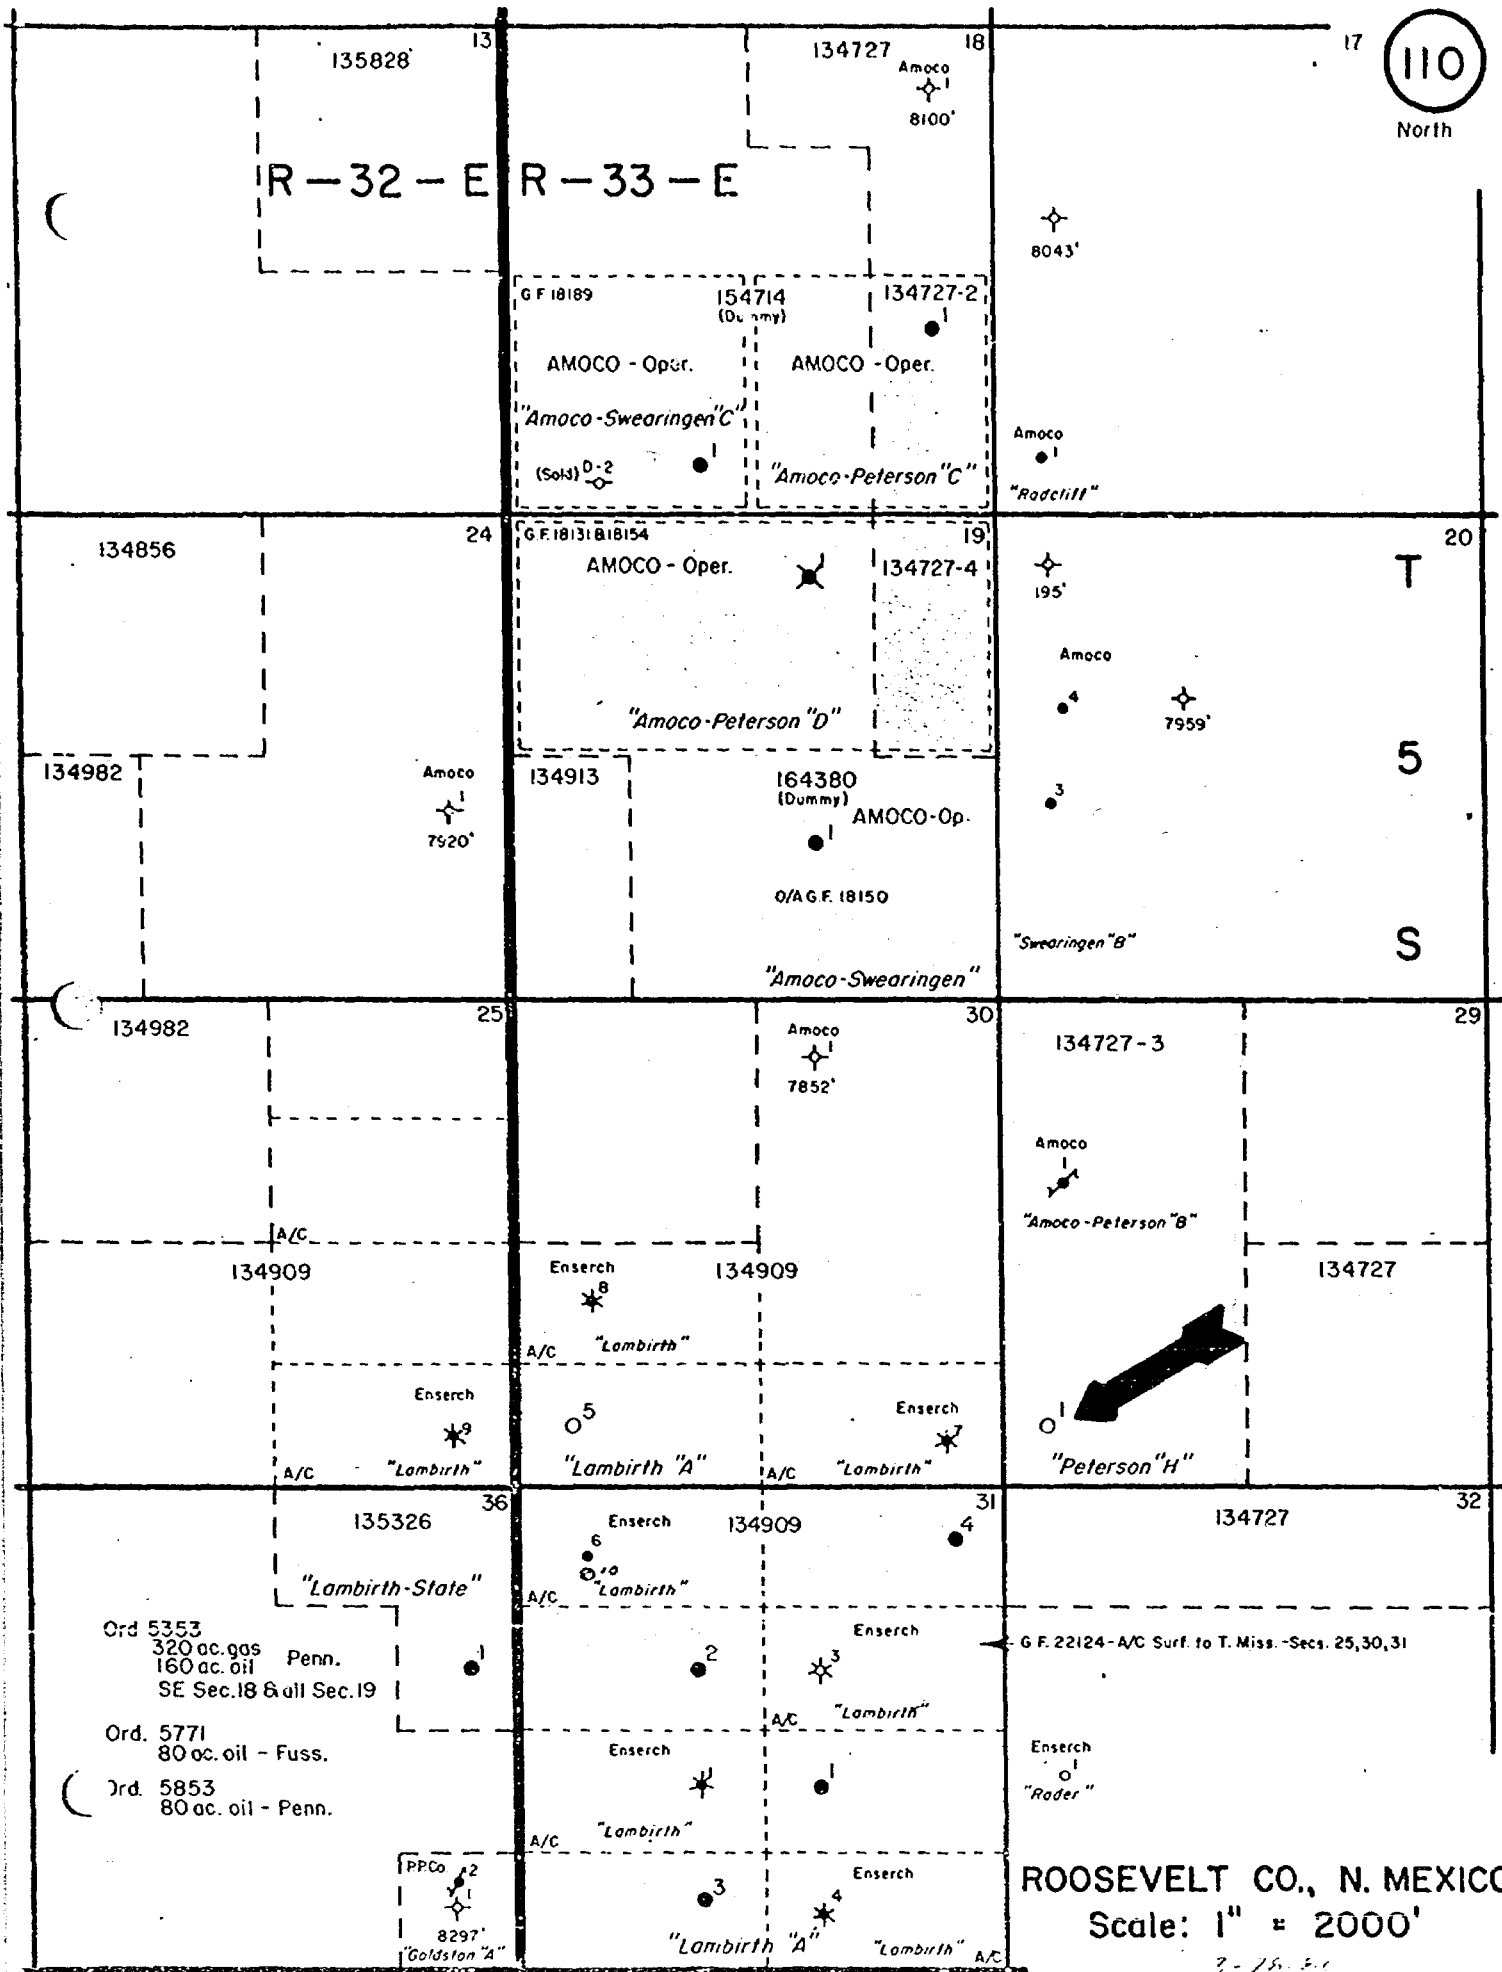 13
135828'
134727
18
17
110
North
Amoco
1
8100'
R-32-E
R-33-E
8043'
G F 18189
154714
(Dummy)
134727-2
1
AMOCO - Oper.
AMOCO - Oper.
"Amoco-Swearingen "C"
(Sold) D-2
1
"Amoco-Peterson "C"
Amoco
1
"Radcliff"
134856
24
G.F. 18131 & 18154
AMOCO - Oper.
1
19
134727-4
195'
20
T
Amoco
4
7959'
"Amoco-Peterson "D"
134982
Amoco
1
7920'
134913
164380
(Dummy)
AMOCO-Op.
1
3
5
O/A G.F. 18150
"Swearingen "B"
S
"Amoco-Swearingen"
134982
25
Amoco
1
7852'
30
134727-3
29
Amoco
1
"Amoco-Peterson "B"
A/C
134909
Enserch
8
134909
134727
"Lambirth"
A/C
Enserch
9
5
Enserch
7
1
A/C
"Lambirth"
"Lambirth "A"
A/C
"Lambirth"
"Peterson "H"
36
135326
Enserch
134909
31
4
134727
32
6
10
"Lambirth-State"
"Lambirth"
A/C
Ord 5353
320 ac. gas
160 ac. oil
Penn.
SE Sec. 18 & all Sec. 19
1
2
Enserch
3
G F. 22124-A/C Surf. to T. Miss. -Secs. 25,30,31
A/C
"Lambirth"
Ord. 5771
80 ac. oil - Fuss.
Enserch
1
1
Enserch
1
"Rader"
Ord. 5853
80 ac. oil - Penn.
"Lambirth"
A/C
P.P.Co
2
1
8297'
"Goldston "A"
3
Enserch
4
"Lambirth "A"
"Lambirth"
A/C
ROOSEVELT CO., N. MEXICO
Scale: 1" = 2000'